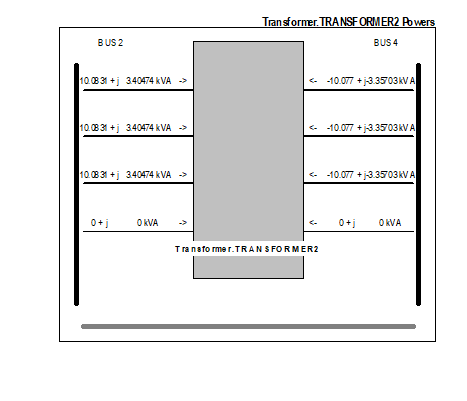 Transformer.TRANSFORMER2 Powers
BUS 2 BUS 4
10.0831 + j 3.40474 kVA -> <- -10.077 + j-3.35703 kVA
10.0831 + j 3.40474 kVA -> <- -10.077 + j-3.35703 kVA
10.0831 + j 3.40474 kVA -> <- -10.077 + j-3.35703 kVA
0 + j 0 kVA -> <- 0 + j 0 kVA
Transformer.TRANSFORMER2